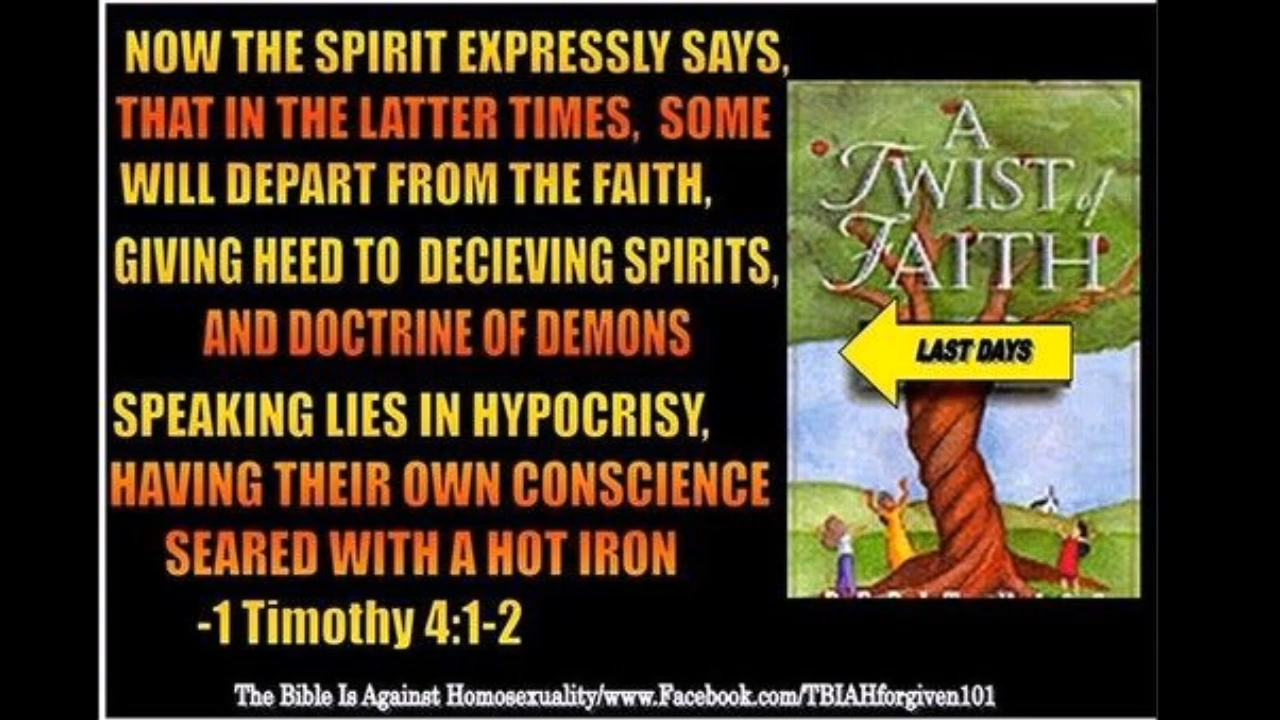 NOW THE SPIRIT EXPRESSLY SAYS,
THAT IN THE LATTER TIMES, SOME
WILL DEPART FROM THE FAITH,
GIVING HEED TO DECIEVING SPIRITS,
AND DOCTRINE OF DEMONS
SPEAKING LIES IN HYPOCRISY,
HAVING THEIR OWN CONSCIENCE
SEARED WITH A HOT IRON
-1 Timothy 4:1-2
A
TWIST of
FAITH
LAST DAYS
The Bible Is Against Homosexuality/www.Facebook.com/TBIAHforgiven101